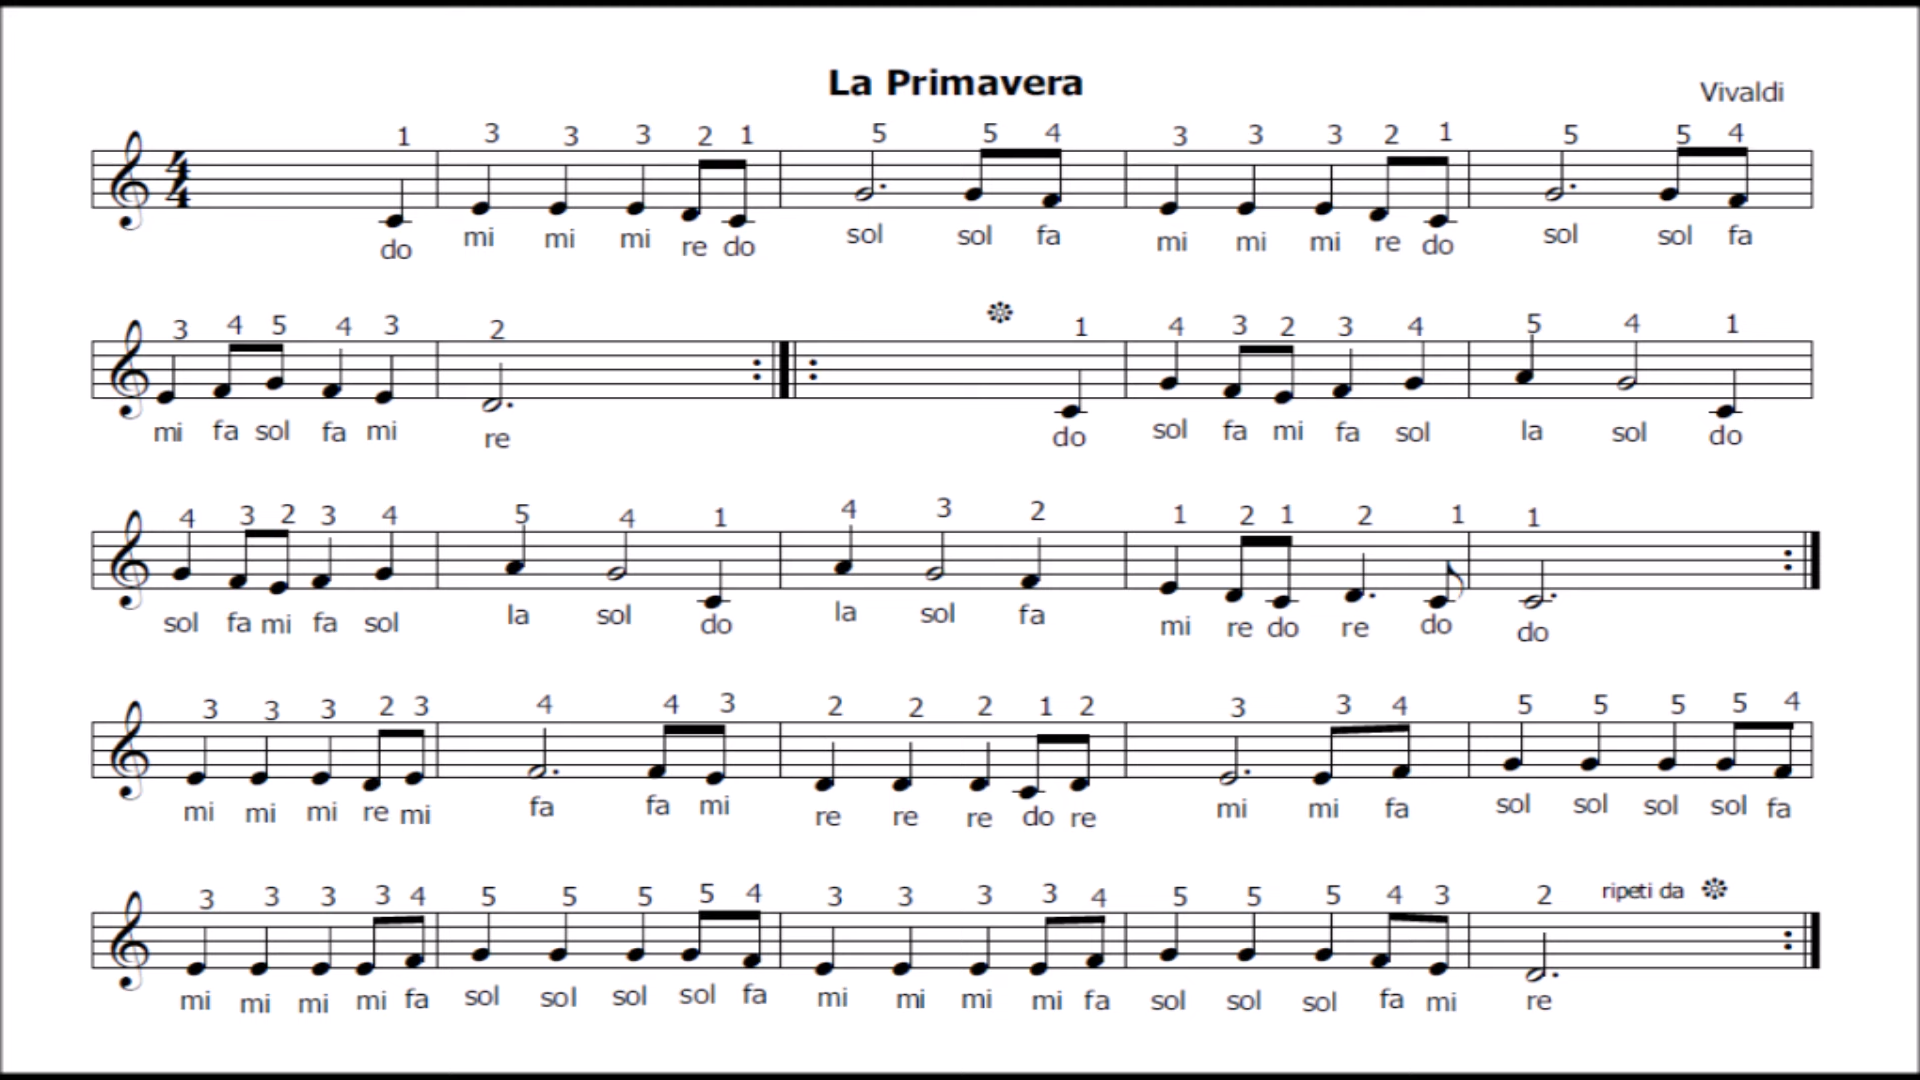 La Primavera
Vivaldi
1 3 3 3 2 1 5 5 4 3 3 3 2 1 5 5 4
4
4
do mi mi mi re do sol sol fa mi mi mi re do sol sol fa
3 4 5 4 3 2 1 4 3 2 3 4 5 4 1
mi fa sol fa mi re do sol fa mi fa sol la sol do
4 3 2 3 4 5 4 1 4 3 2 1 2 1 2 1 1
sol fa mi fa sol la sol do la sol fa mi re do re do do
3 3 3 2 3 4 4 3 2 2 2 1 2 3 3 4 5 5 5 5 4
mi mi mi re mi fa fa mi re re re do re mi mi fa sol sol sol sol fa
3 3 3 3 4 5 5 5 5 4 3 3 3 3 4 5 5 5 4 3 2 ripeti da
mi mi mi mi fa sol sol sol sol fa mi mi mi mi fa sol sol sol fa mi re